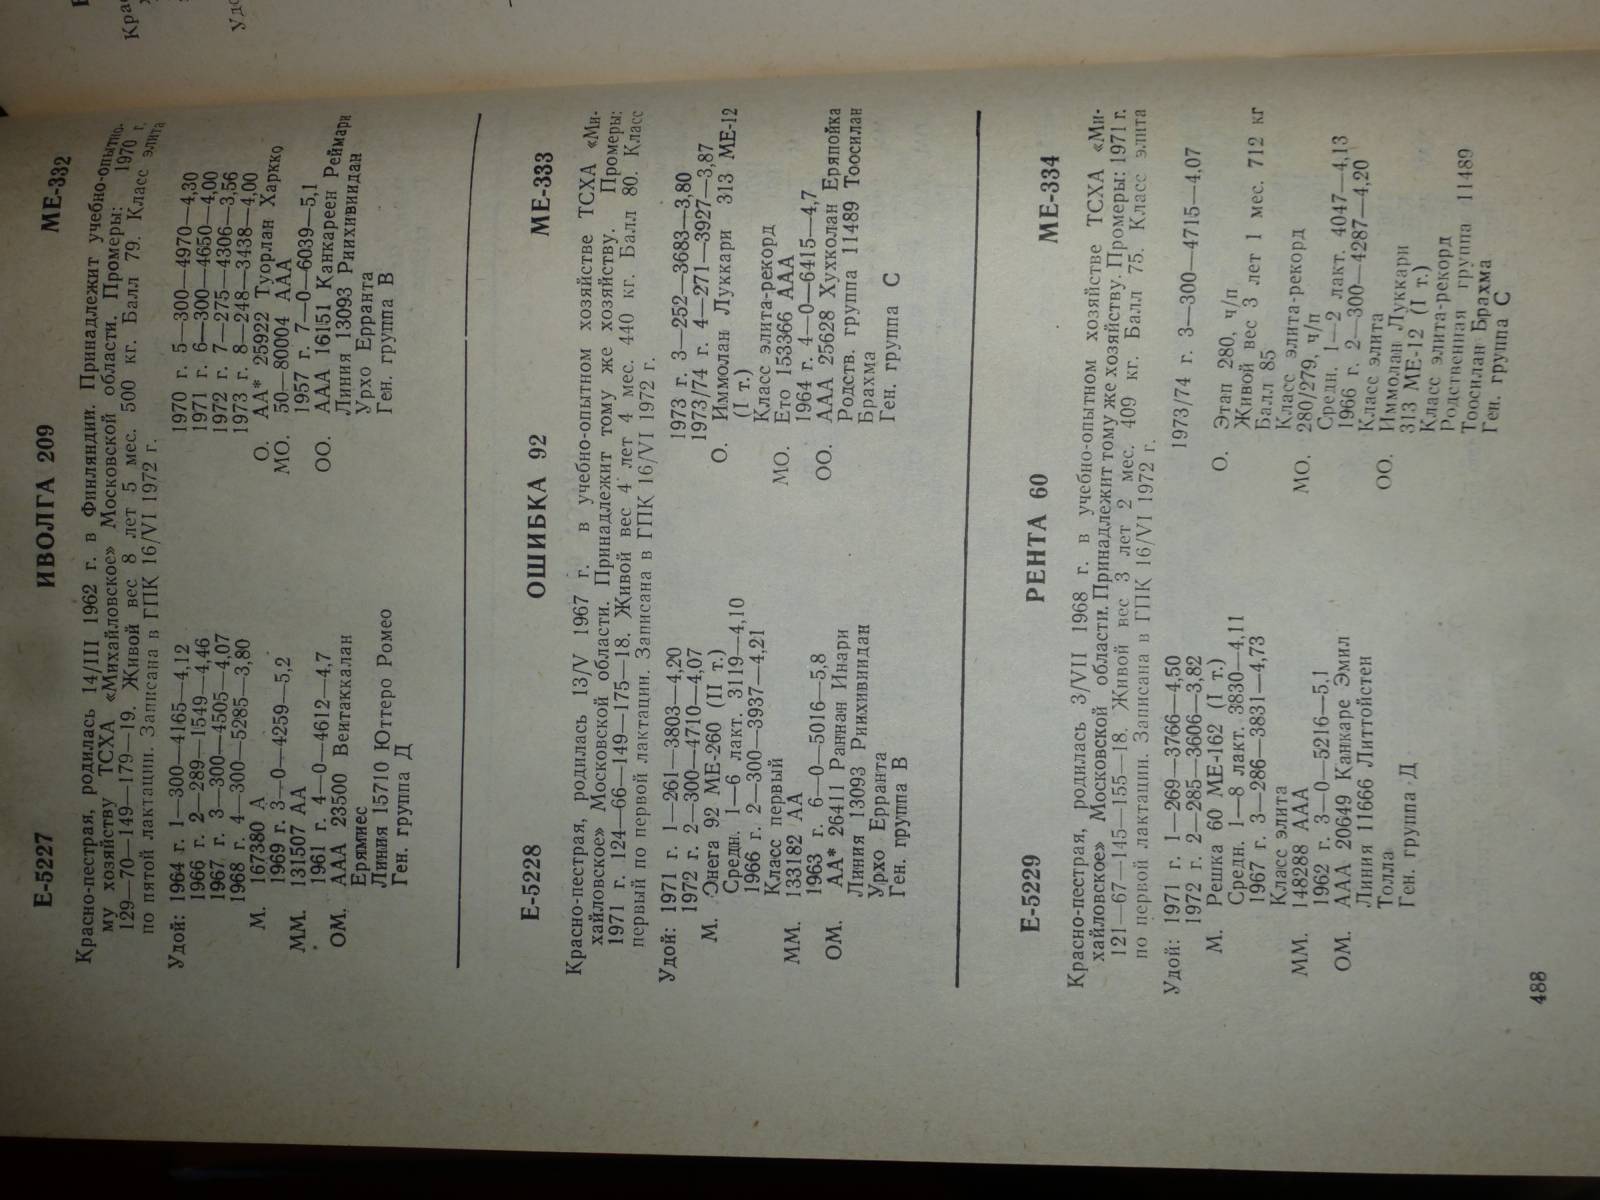 Е-5227 ИВОЛГА 209 МЕ-332
Красно-пестрая, родилась 14/III 1962 г. в Финляндии. Принадлежит учебно-опытно-
му хозяйству ТСХА «Михайловское» Московской области. Промеры: 1970 г.
129—70—149—179—19. Живой вес 8 лет 5 мес. 500 кг. Балл 79. Класс элита
по пятой лактации. Записана в ГПК 16/VI 1972 г.
Удой: 1964 г. 1—300—4165—4,12
1966 г. 2—289—1549—4,46
1967 г. 3—300—4505—4,07
1968 г. 4—300—5285—3,80
М. 167380 А
1969 г. 3—0—4259—5,2
ММ. 131507 АА
1961 г. 4—0—4612—4,7
ОМ. ААА 23500 Веитаккалан
Ерямиес
Линия 15710 Юттеро Ромео
Ген. группа Д
1970 г. 5—300—4970—4,30
1971 г. 6—300—4650—4,00
1972 г. 7—275—4306—3,56
1973 г. 8—248—3438—4,00
О. АА* 25922 Туорлан Харкко
МО. 50—80004 ААА
1957 г. 7—0—6039—5,1
ОО. ААА 16151 Канкареен Реймари
Линия 13093 Риихивиидан
Урхо Ерранта
Ген. группа В
Е-5228 ОШИБКА 92 МЕ-333
Красно-пестрая, родилась 13/V 1967 г. в учебно-опытном хозяйстве ТСХА «Ми-
хайловское» Московской области. Принадлежит тому же хозяйству. Промеры:
1971 г. 124—66—149—175—18. Живой вес 4 лет 4 мес. 440 кг. Балл 80. Класс
первый по первой лактации. Записана в ГПК 16/VI 1972 г.
Удой: 1971 г. 1—261—3803—4,20
1972 г. 2—300—4710—4,07
М. Онега 92 МЕ-260 (II т.)
Средн. 1—6 лакт. 3119—4,10
1966 г. 2—300—3937—4,21
Класс первый
ММ. 133182 АА
1963 г. 6—0—5016—5,8
ОМ. АА* 26411 Раннан Инари
Линия 13093 Риихивиидан
Урхо Ерранта
Ген. группа В
1973 г. 3—252—3683—3,80
1973/74 г. 4—271—3927—3,87
О. Иммолан Луккари 313 МЕ-12
(I т.)
Класс элита-рекорд
МО. Ето 153366 ААА
1964 г. 4—0—6415—4,7
ОО. ААА 25628 Хухколан Еряпойка
Родств. группа 11489 Тоосилан
Брахма
Ген. группа С
Е-5229 РЕНТА 60 МЕ-334
Красно-пестрая, родилась 3/VII 1968 г. в учебно-опытном хозяйстве ТСХА «Ми-
хайловское» Московской области. Принадлежит тому же хозяйству. Промеры: 1971 г.
121—67—145—155—18. Живой вес 3 лет 2 мес. 409 кг. Балл 75. Класс элита
по первой лактации. Записана в ГПК 16/VI 1972 г.
Удой: 1971 г. 1—269—3766—4,50
1972 г. 2—285—3606—3,82
М. Решка 60 МЕ-162 (I т.)
Средн. 1—8 лакт. 3830—4,11
1967 г. 3—286—3831—4,73
Класс элита
ММ. 148288 ААА
1962 г. 3—0—5216—5,1
ОМ. ААА 20649 Канкаре Эмил
Линия 11666 Литтойстен
Толла
Ген. группа Д
1973/74 г. 3—300—4715—4,07
О. Этап 280, ч/п
Живой вес 3 лет 1 мес. 712 кг
Балл 85
Класс элита-рекорд
МО. 280/279, ч/п
Средн. 1—2 лакт. 4047—4,13
1966 г. 2—300—4287—4,20
Класс элита
ОО. Иммолан Луккари
313 МЕ-12 (I т.)
Класс элита-рекорд
Родственная группа 11489
Тоосилан Брахма
Ген. группа С
488